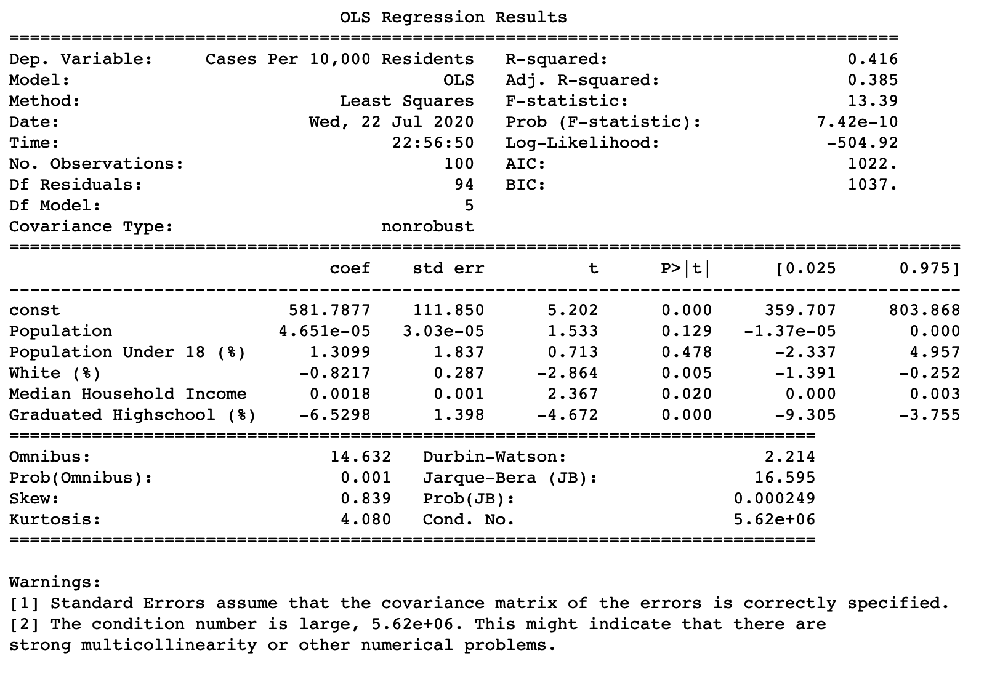 OLS Regression Results
==============================================================================
Dep. Variable: Cases Per 10,000 Residents R-squared: 0.416
Model: OLS Adj. R-squared: 0.385
Method: Least Squares F-statistic: 13.39
Date: Wed, 22 Jul 2020 Prob (F-statistic): 7.42e-10
Time: 22:56:50 Log-Likelihood: -504.92
No. Observations: 100 AIC: 1022.
Df Residuals: 94 BIC: 1037.
Df Model: 5
Covariance Type: nonrobust
==============================================================================
coef std err t P>|t| [0.025 0.975]
------------------------------------------------------------------------------
const 581.7877 111.850 5.202 0.000 359.707 803.868
Population 4.651e-05 3.03e-05 1.533 0.129 -1.37e-05 0.000
Population Under 18 (%) 1.3099 1.837 0.713 0.478 -2.337 4.957
White (%) -0.8217 0.287 -2.864 0.005 -1.391 -0.252
Median Household Income 0.0018 0.001 2.367 0.020 0.000 0.003
Graduated Highschool (%) -6.5298 1.398 -4.672 0.000 -9.305 -3.755
==============================================================================
Omnibus: 14.632 Durbin-Watson: 2.214
Prob(Omnibus): 0.001 Jarque-Bera (JB): 16.595
Skew: 0.839 Prob(JB): 0.000249
Kurtosis: 4.080 Cond. No. 5.62e+06
==============================================================================
Warnings:
[1] Standard Errors assume that the covariance matrix of the errors is correctly specified.
[2] The condition number is large, 5.62e+06. This might indicate that there are
strong multicollinearity or other numerical problems.